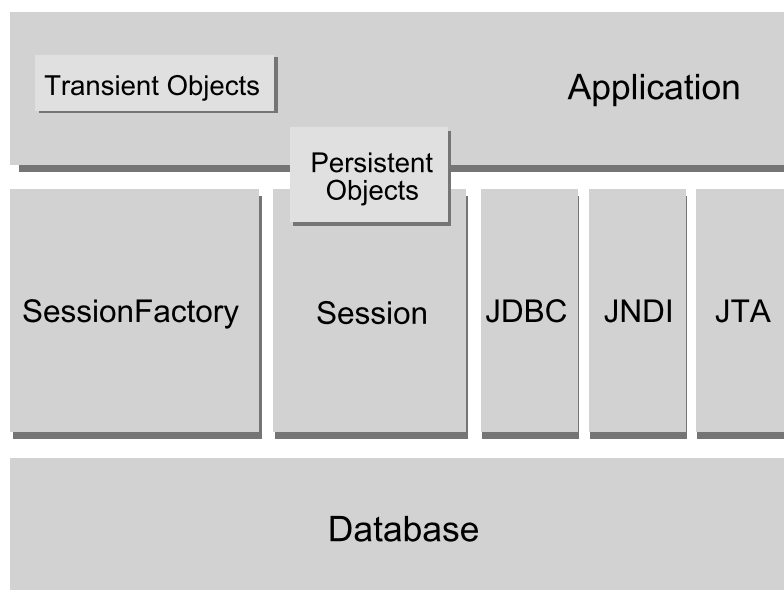 Transient Objects
Application
Persistent
Objects
SessionFactory
Session
JDBC
JNDI
JTA
Database